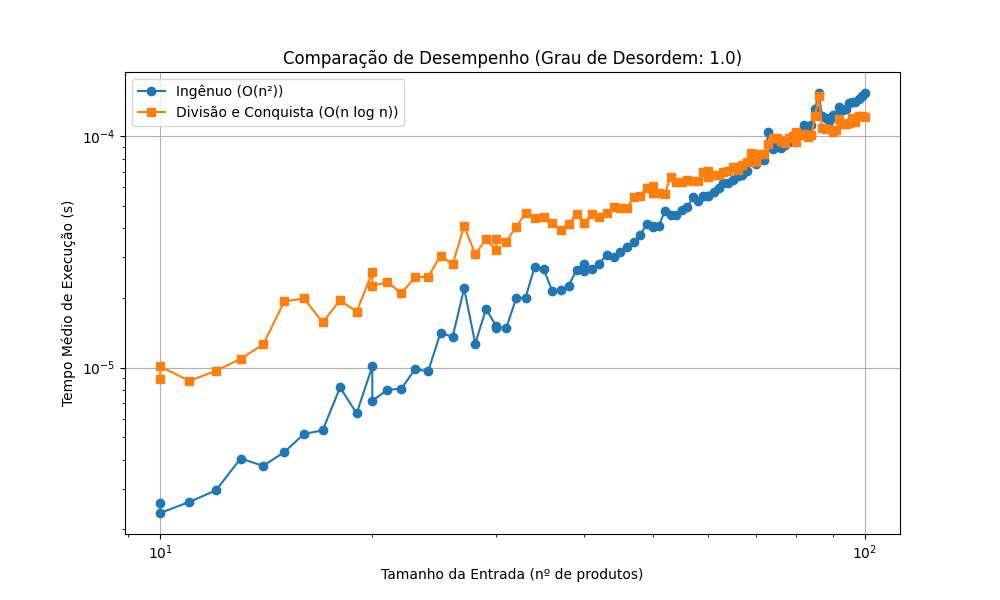 Comparação de Desempenho (Grau de Desordem: 1.0)
Ingênuo (O(n²))
Divisão e Conquista (O(n log n))
Tempo Médio de Execução (s)
10⁻⁴
10⁻⁵
10¹
10²
Tamanho da Entrada (nº de produtos)